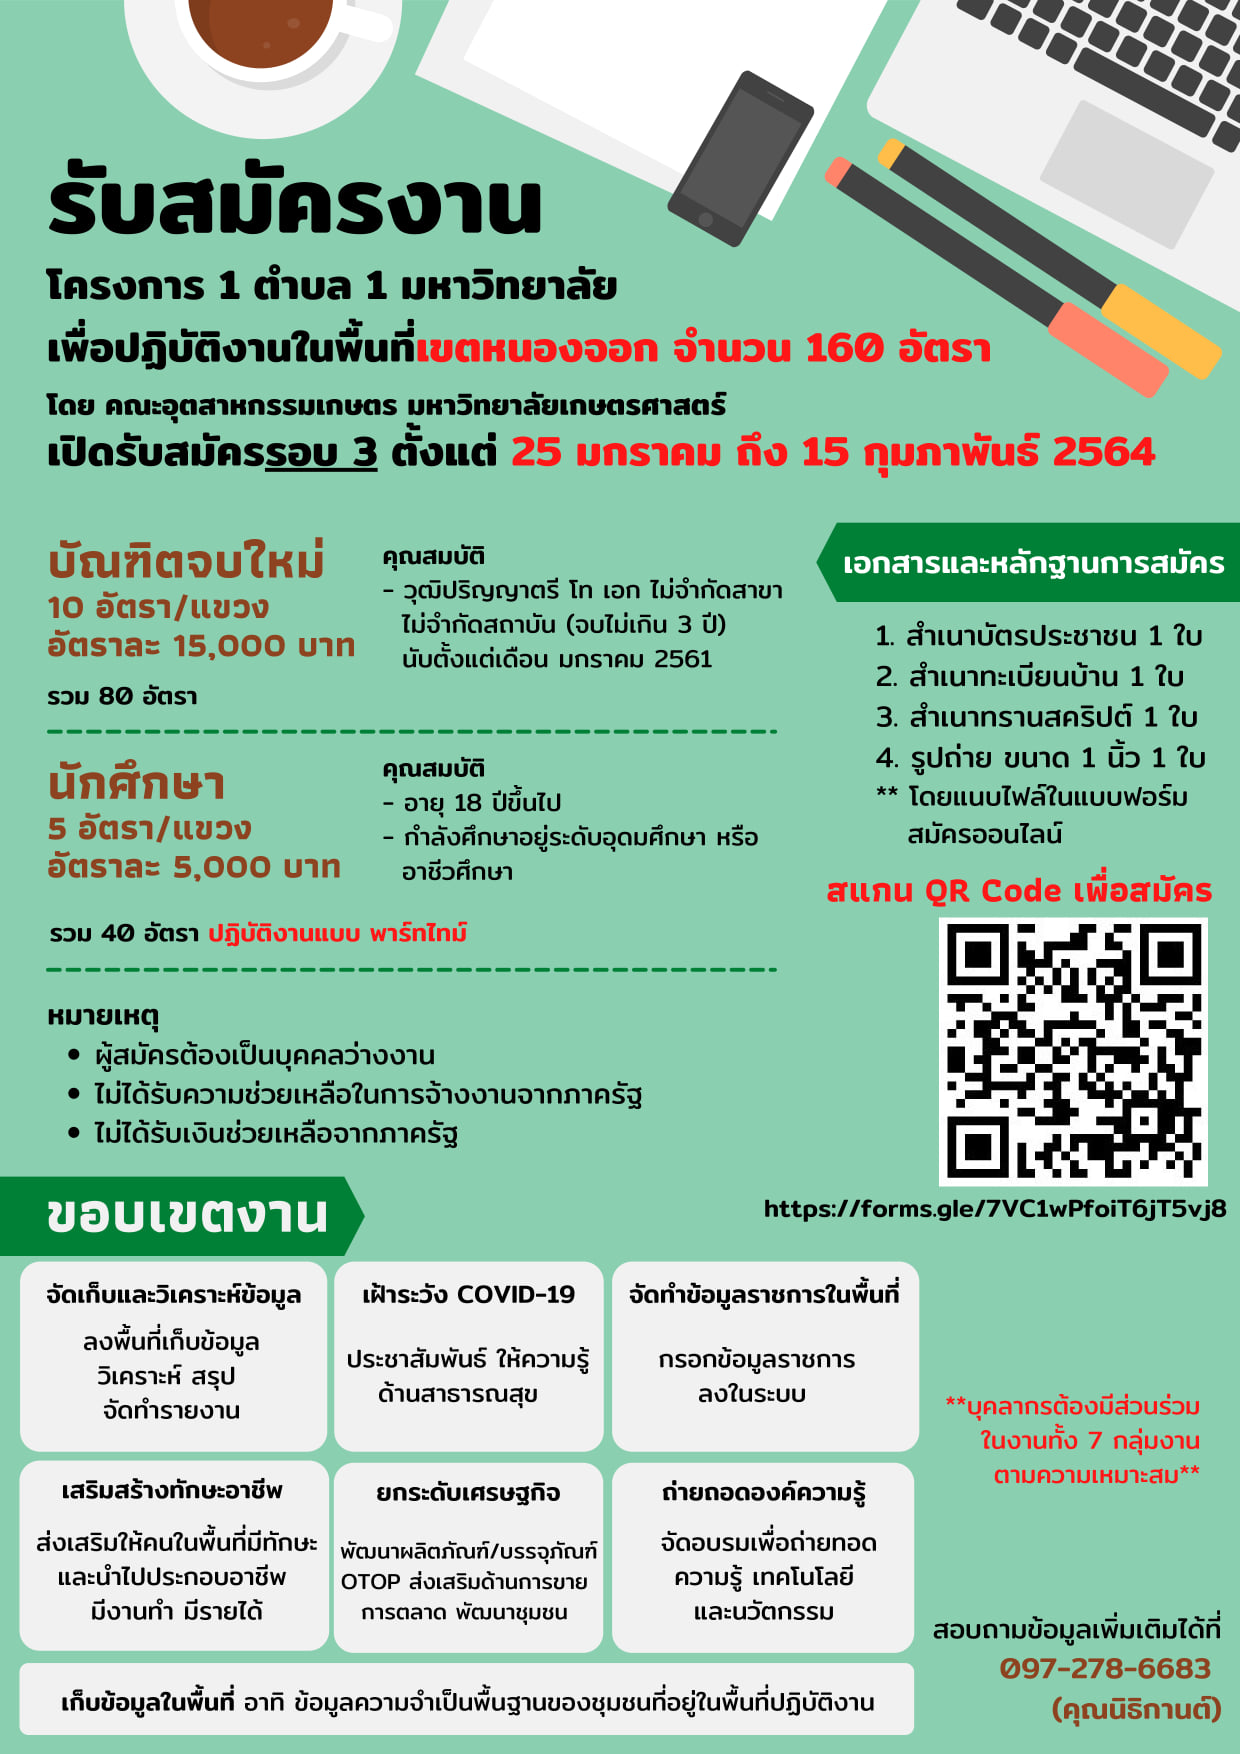 รับสมัครงาน
โครงการ 1 ตำบล 1 มหาวิทยาลัย
เพื่อปฏิบัติงานในพื้นที่เขตหนองจอก จำนวน 160 อัตรา
โดย คณะอุตสาหกรรมเกษตร มหาวิทยาลัยเกษตรศาสตร์
เปิดรับสมัครรอบ 3 ตั้งแต่ 25 มกราคม ถึง 15 กุมภาพันธ์ 2564
บัณฑิตจบใหม่
10 อัตรา/แขวง
อัตราละ 15,000 บาท
รวม 80 อัตรา
คุณสมบัติ
- วุฒิปริญญาตรี โท เอก ไม่จำกัดสาขา
ไม่จำกัดสถาบัน (จบไม่เกิน 3 ปี)
นับตั้งแต่เดือน มกราคม 2561
นักศึกษา
5 อัตรา/แขวง
อัตราละ 5,000 บาท
คุณสมบัติ
- อายุ 18 ปีขึ้นไป
- กำลังศึกษาอยู่ระดับอุดมศึกษา หรือ
อาชีวศึกษา
รวม 40 อัตรา ปฏิบัติงานแบบ พาร์ทไทม์
หมายเหตุ
• ผู้สมัครต้องเป็นบุคคลว่างงาน
• ไม่ได้รับความช่วยเหลือในการจ้างงานจากภาครัฐ
• ไม่ได้รับเงินช่วยเหลือจากภาครัฐ
เอกสารและหลักฐานการสมัคร
1. สำเนาบัตรประชาชน 1 ใบ
2. สำเนาทะเบียนบ้าน 1 ใบ
3. สำเนาทรานสคริปต์ 1 ใบ
4. รูปถ่าย ขนาด 1 นิ้ว 1 ใบ
** โดยแนบไฟล์ในแบบฟอร์ม
สมัครออนไลน์
สแกน QR Code เพื่อสมัคร
https://forms.gle/7VC1wPfoiT6jT5vj8
ขอบเขตงาน
จัดเก็บและวิเคราะห์ข้อมูล
ลงพื้นที่เก็บข้อมูล
วิเคราะห์ สรุป
จัดทำรายงาน
เฝ้าระวัง COVID-19
ประชาสัมพันธ์ ให้ความรู้
ด้านสาธารณสุข
จัดทำข้อมูลราชการในพื้นที่
กรอกข้อมูลราชการ
ลงในระบบ
เสริมสร้างทักษะอาชีพ
ส่งเสริมให้คนในพื้นที่มีทักษะ
และนำไปประกอบอาชีพ
มีงานทำ มีรายได้
ยกระดับเศรษฐกิจ
พัฒนาผลิตภัณฑ์/บรรจุภัณฑ์
OTOP ส่งเสริมด้านการขาย
การตลาด พัฒนาชุมชน
ถ่ายถอดองค์ความรู้
จัดอบรมเพื่อถ่ายทอด
ความรู้ เทคโนโลยี
และนวัตกรรม
เก็บข้อมูลในพื้นที่ อาทิ ข้อมูลความจำเป็นพื้นฐานของชุมชนที่อยู่ในพื้นที่ปฏิบัติงาน
**บุคลากรต้องมีส่วนร่วม
ในงานทั้ง 7 กลุ่มงาน
ตามความเหมาะสม**
สอบถามข้อมูลเพิ่มเติมได้ที่
097-278-6683
(คุณนิธิกานต์)